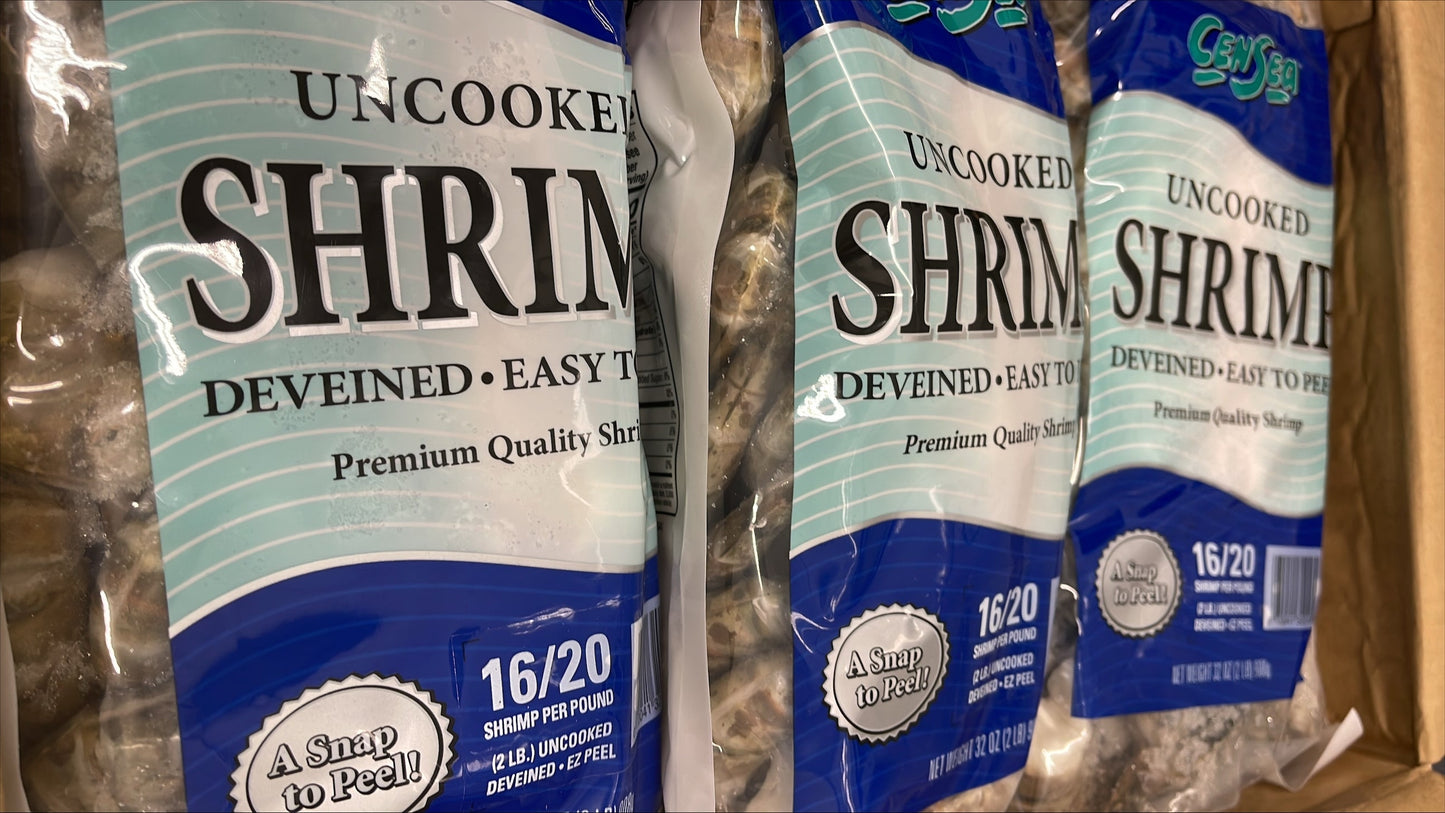 UNCOOKE
SHRIM
DEVEINED • EASY T
Premium Quality Shri
A Snap
to Peel!
16/20
SHRIMP PER POUND
(2 LB.) UNCOOKED
DEVEINED • EZ PEEL
UNCOOKED
SHRIM
DEVEINED • EASY TO
Premium Quality Shrimp
A Snap
to Peel!
16/20
SHRIMP PER POUND
(2 LB.) UNCOOKED
DEVEINED • EZ PEEL
NET WEIGHT 32 OZ (2 LB)
CENSEA
UNCOOKED
SHRIMP
DEVEINED • EASY TO PEE
Premium Quality Shrimp
A Snap
to Peel!
16/20
SHRIMP PER POUND
(2 LB.) UNCOOKED
DEVEINED • EZ PEEL
NET WEIGHT 32 OZ (2 LB) 908g